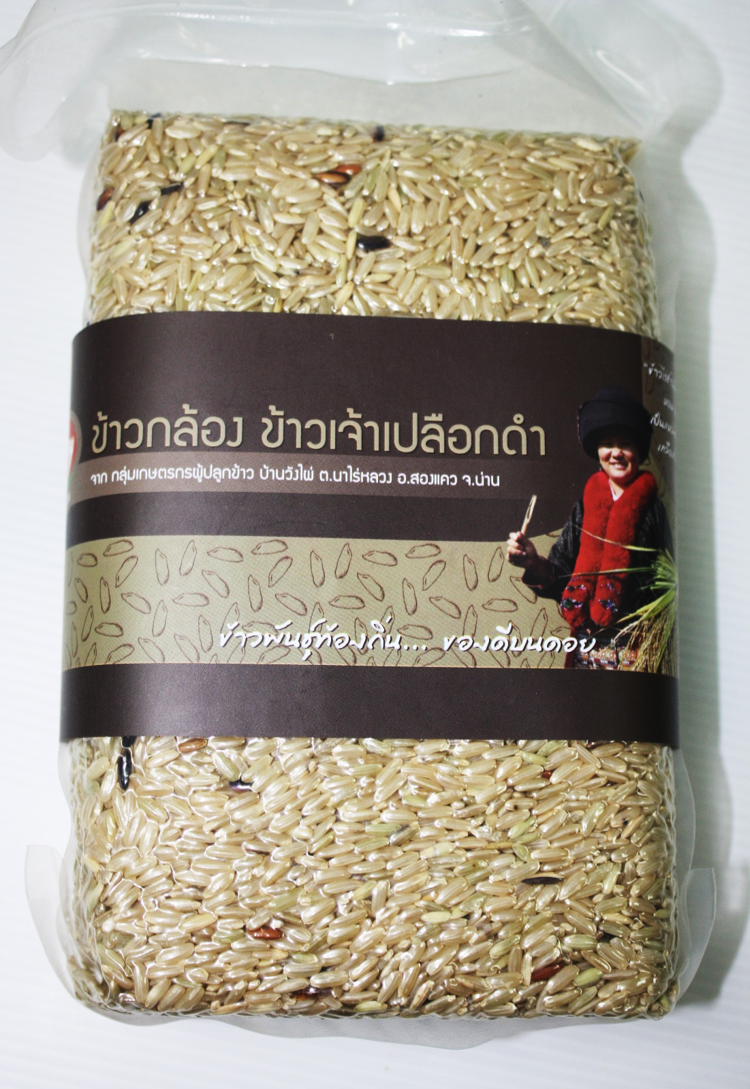 ข้าวกล้อง ข้าวเจ้าเปลือกดำ
จาก กลุ่มเกษตรกรผู้ปลูกข้าว บ้านวังไผ่ ต.นาไร่หลวง อ.สองแคว จ.น่าน
ข้าวพันธุ์ท้องถิ่น... ของดีบนดอย